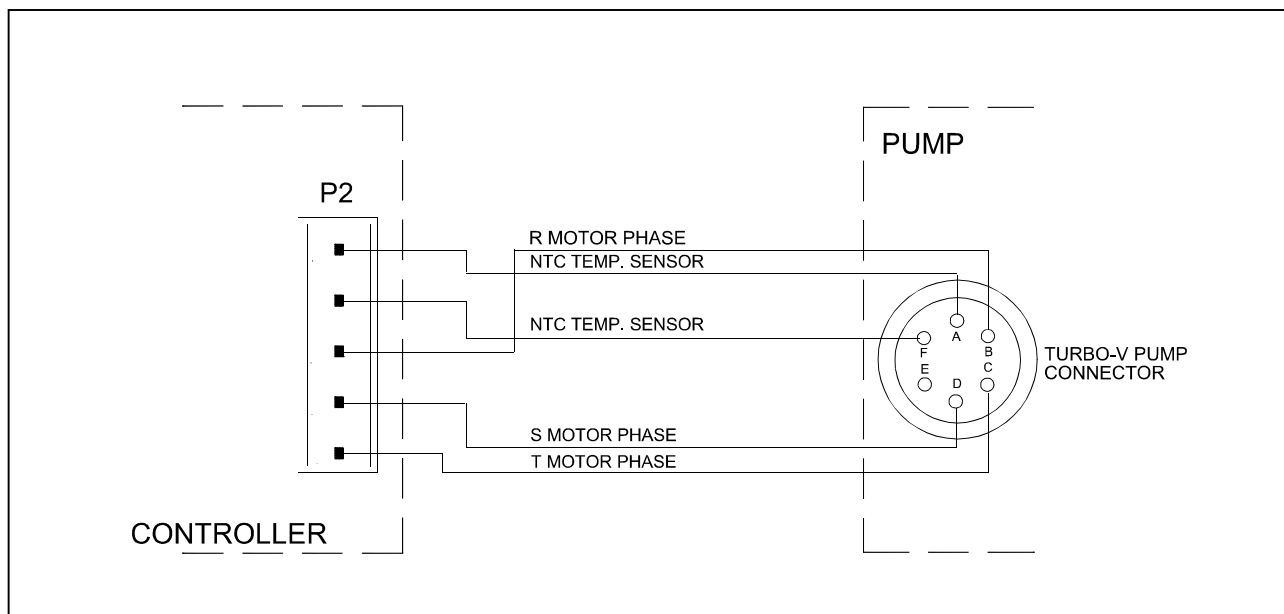 PUMP
P2
R MOTOR PHASE
NTC TEMP. SENSOR
NTC TEMP. SENSOR
A
F
B
E
C
D
TURBO-V PUMP
CONNECTOR
S MOTOR PHASE
T MOTOR PHASE
CONTROLLER